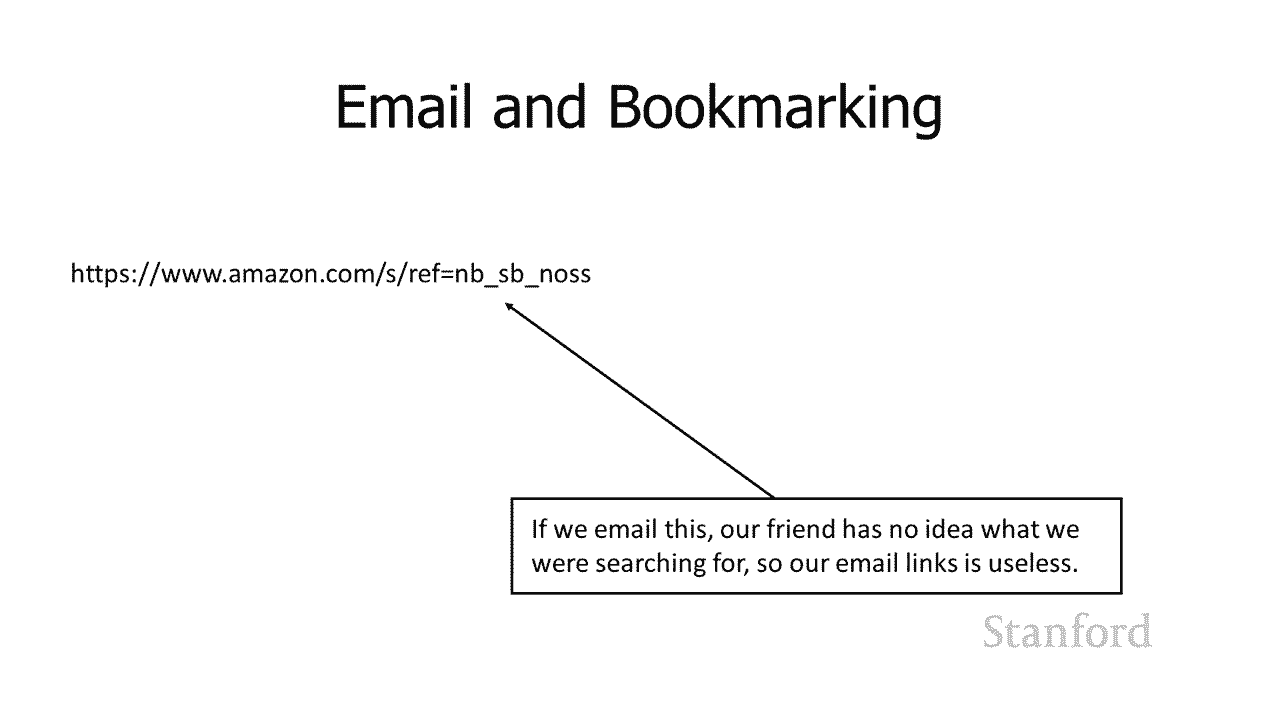 Email and Bookmarking
https://www.amazon.com/s/ref=nb_sb_noss
If we email this, our friend has no idea what we
were searching for, so our email links is useless.
Stanford